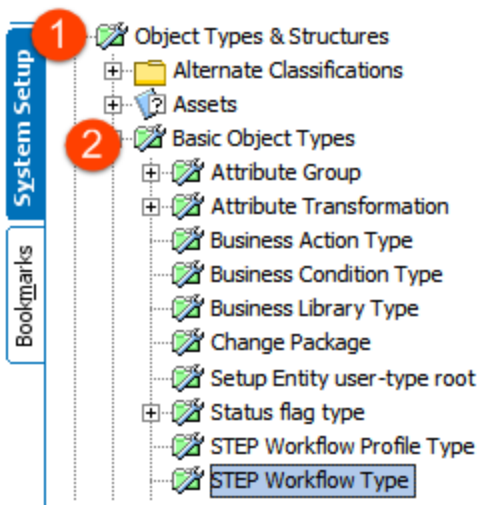 System Setup
Bookmarks
1
Object Types & Structures
Alternate Classifications
Assets
2
Basic Object Types
Attribute Group
Attribute Transformation
Business Action Type
Business Condition Type
Business Library Type
Change Package
Setup Entity user-type root
Status flag type
STEP Workflow Profile Type
STEP Workflow Type